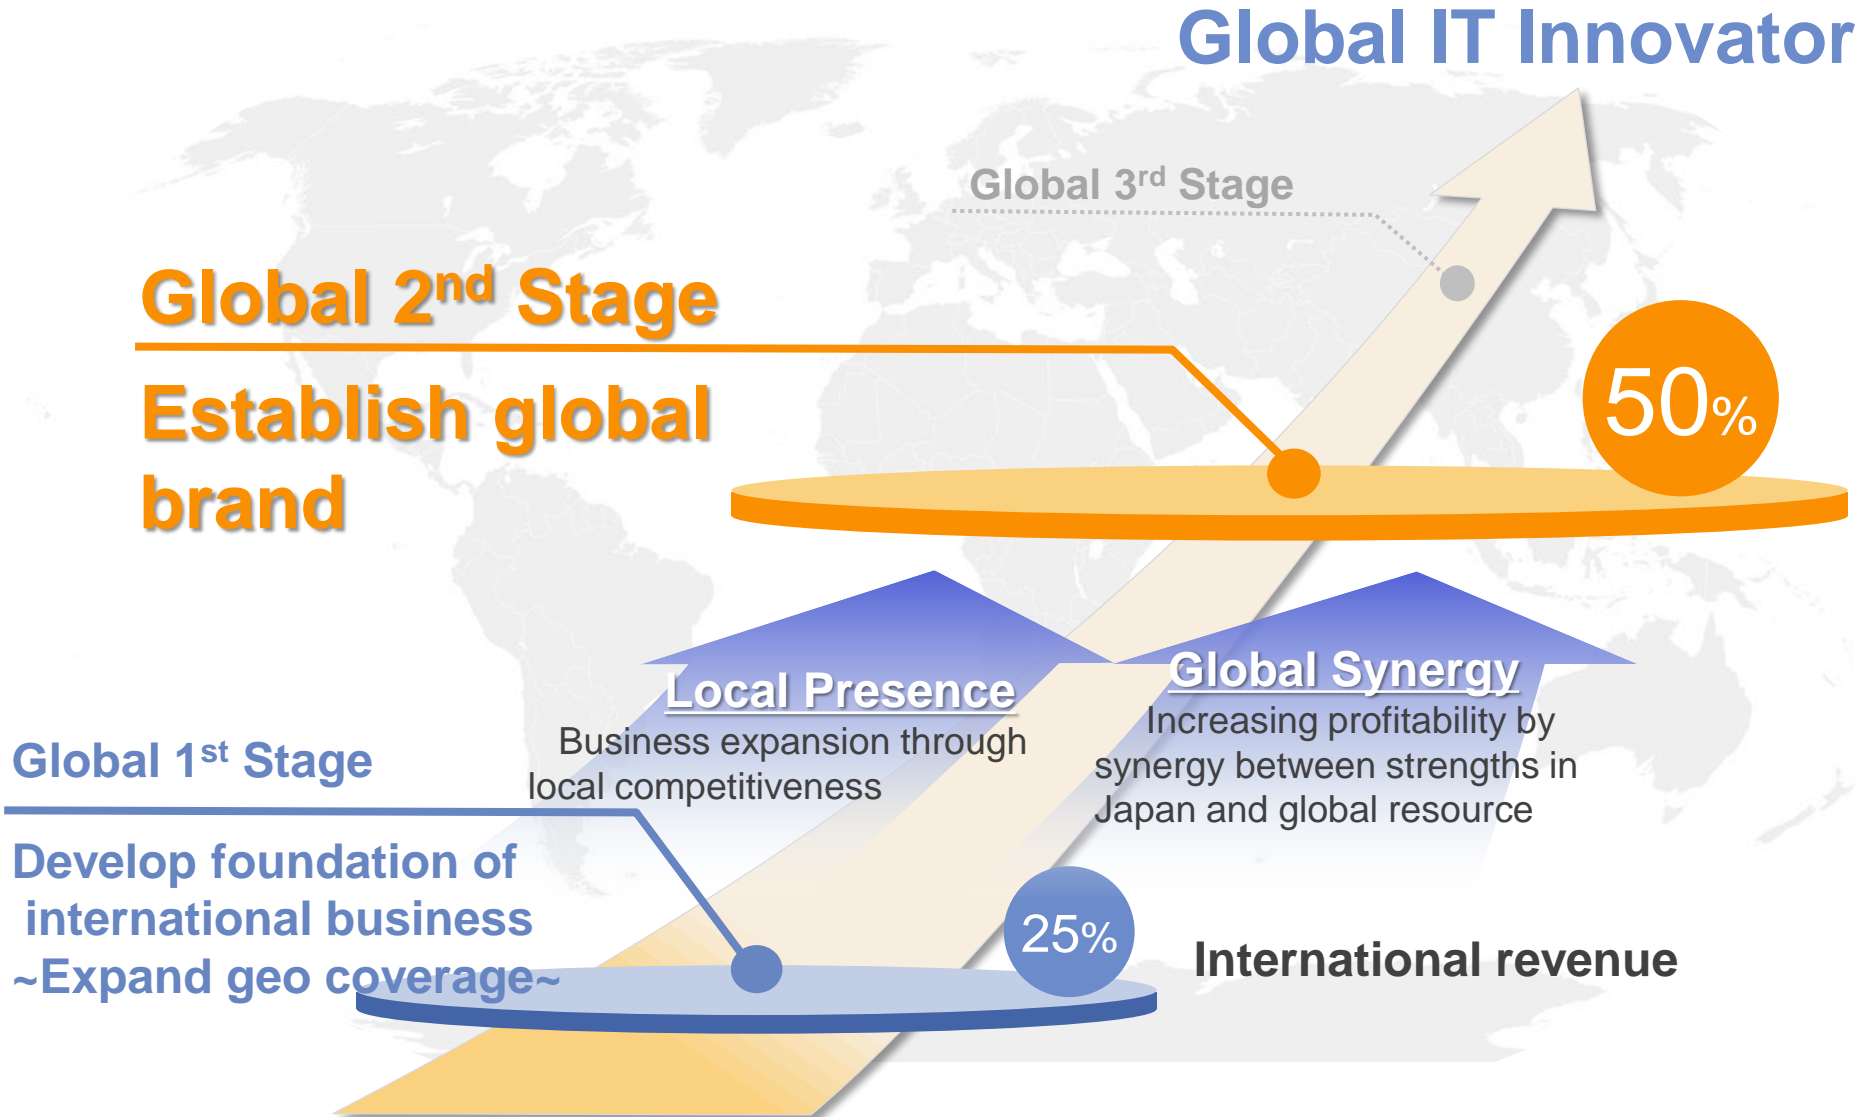 Global IT Innovator
Global 3rd Stage
Global 2nd Stage
Establish global
brand
50%
Local Presence
Business expansion through
local competitiveness
Global Synergy
Increasing profitability by
synergy between strengths in
Japan and global resource
Global 1st Stage
Develop foundation of
international business
~Expand geo coverage~
25%
International revenue